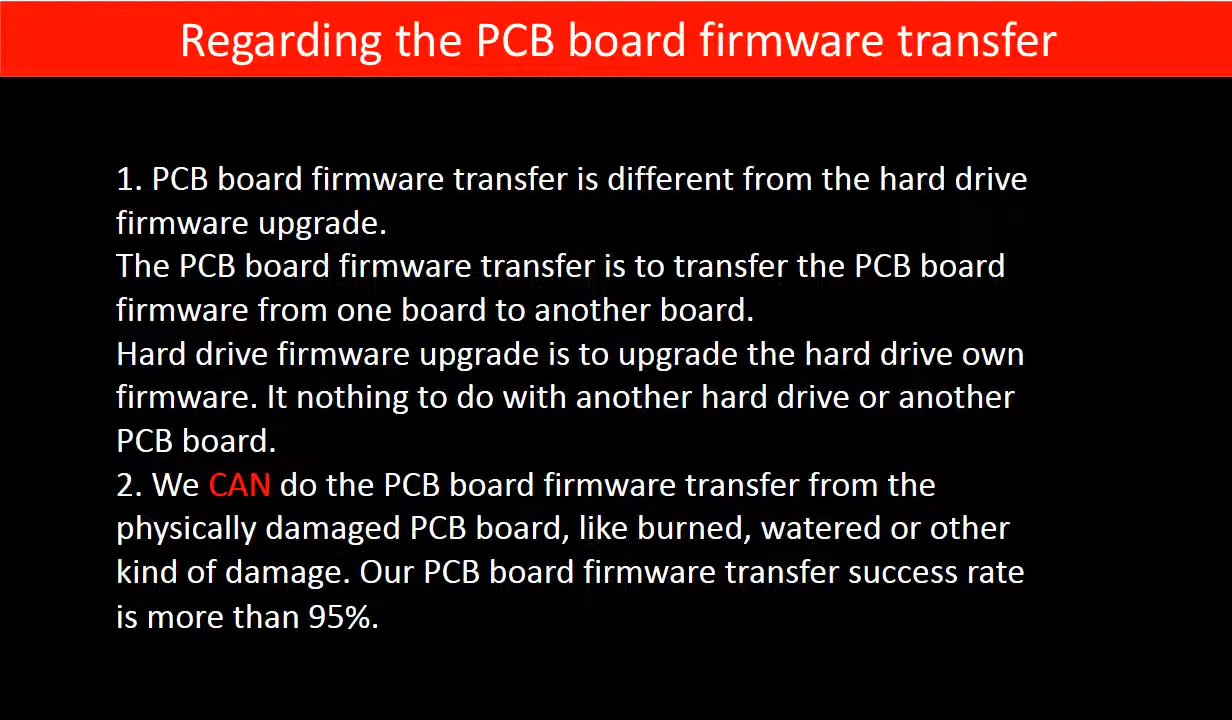 Regarding the PCB board firmware transfer
1. PCB board firmware transfer is different from the hard drive
firmware upgrade.
The PCB board firmware transfer is to transfer the PCB board
firmware from one board to another board.
Hard drive firmware upgrade is to upgrade the hard drive own
firmware. It nothing to do with another hard drive or another
PCB board.
2. We CAN do the PCB board firmware transfer from the
physically damaged PCB board, like burned, watered or other
kind of damage. Our PCB board firmware transfer success rate
is more than 95%.